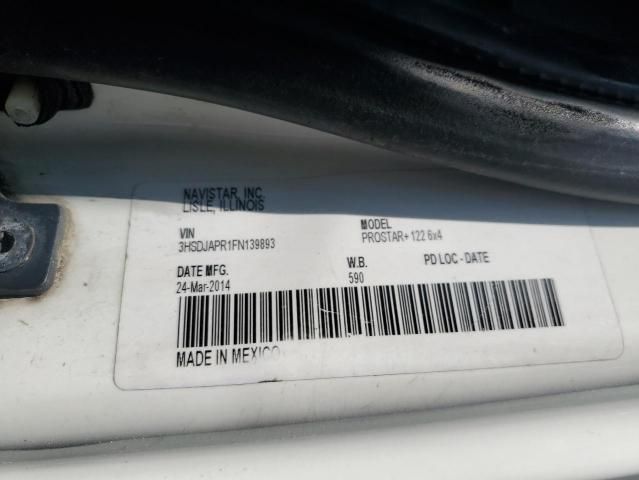 NAVISTAR, INC.
LISLE, ILLINOIS
VIN MODEL
3HSDJAPR1FN139893 PROSTAR+ 122 6x4
DATE MFG. W.B. PD LOC - DATE
24-Mar-2014 590
MADE IN MEXICO